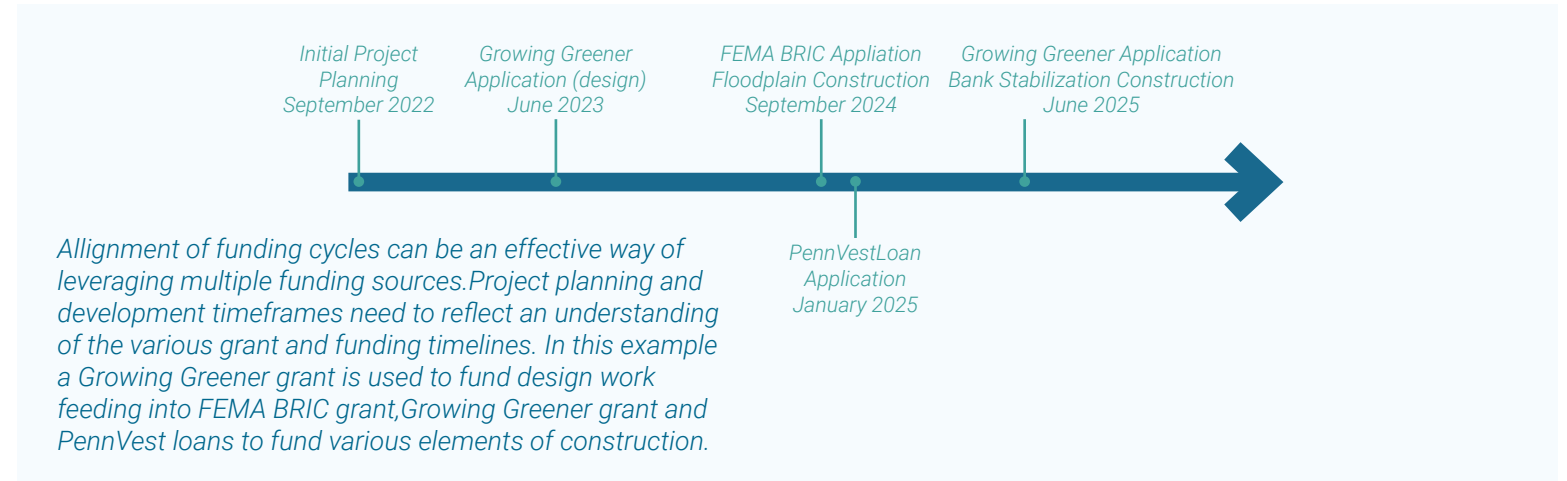 Initial Project
Planning
September 2022
Growing Greener
Application (design)
June 2023
FEMA BRIC Appliation
Floodplain Construction
September 2024
Growing Greener Application
Bank Stabilization Construction
June 2025
PennVestLoan
Application
January 2025
Allignment of funding cycles can be an effective way of
leveraging multiple funding sources.Project planning and
development timeframes need to reflect an understanding
of the various grant and funding timelines. In this example
a Growing Greener grant is used to fund design work
feeding into FEMA BRIC grant,Growing Greener grant and
PennVest loans to fund various elements of construction.